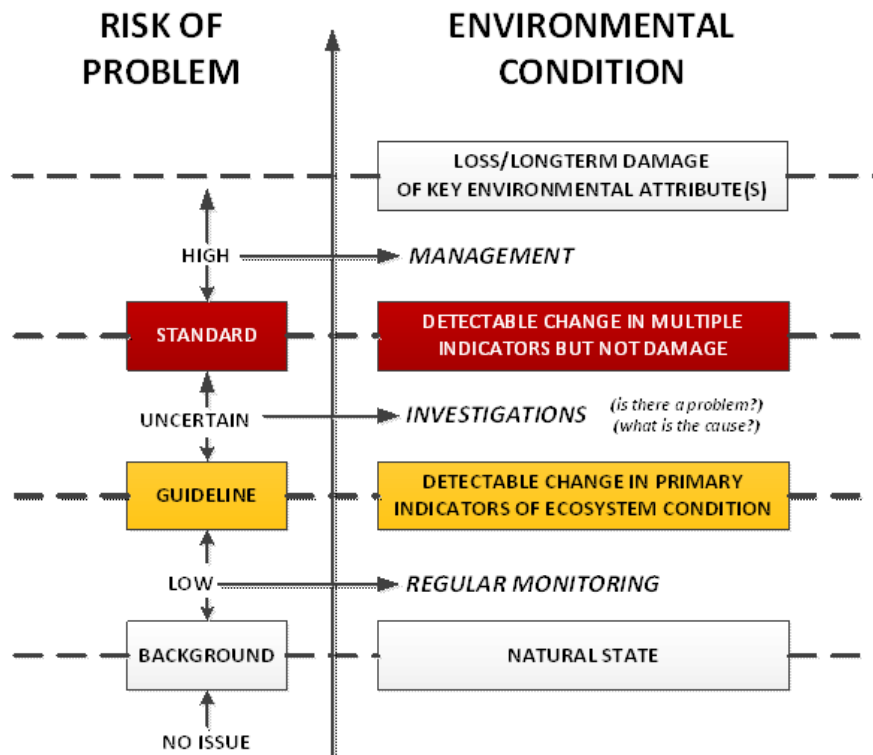 RISK OF
PROBLEM
ENVIRONMENTAL
CONDITION
LOSS/LONGTERM DAMAGE
OF KEY ENVIRONMENTAL ATTRIBUTE(S)
HIGH
MANAGEMENT
STANDARD
DETECTABLE CHANGE IN MULTIPLE
INDICATORS BUT NOT DAMAGE
UNCERTAIN
INVESTIGATIONS
(is there a problem?)
(what is the cause?)
GUIDELINE
DETECTABLE CHANGE IN PRIMARY
INDICATORS OF ECOSYSTEM CONDITION
LOW
REGULAR MONITORING
BACKGROUND
NATURAL STATE
NO ISSUE